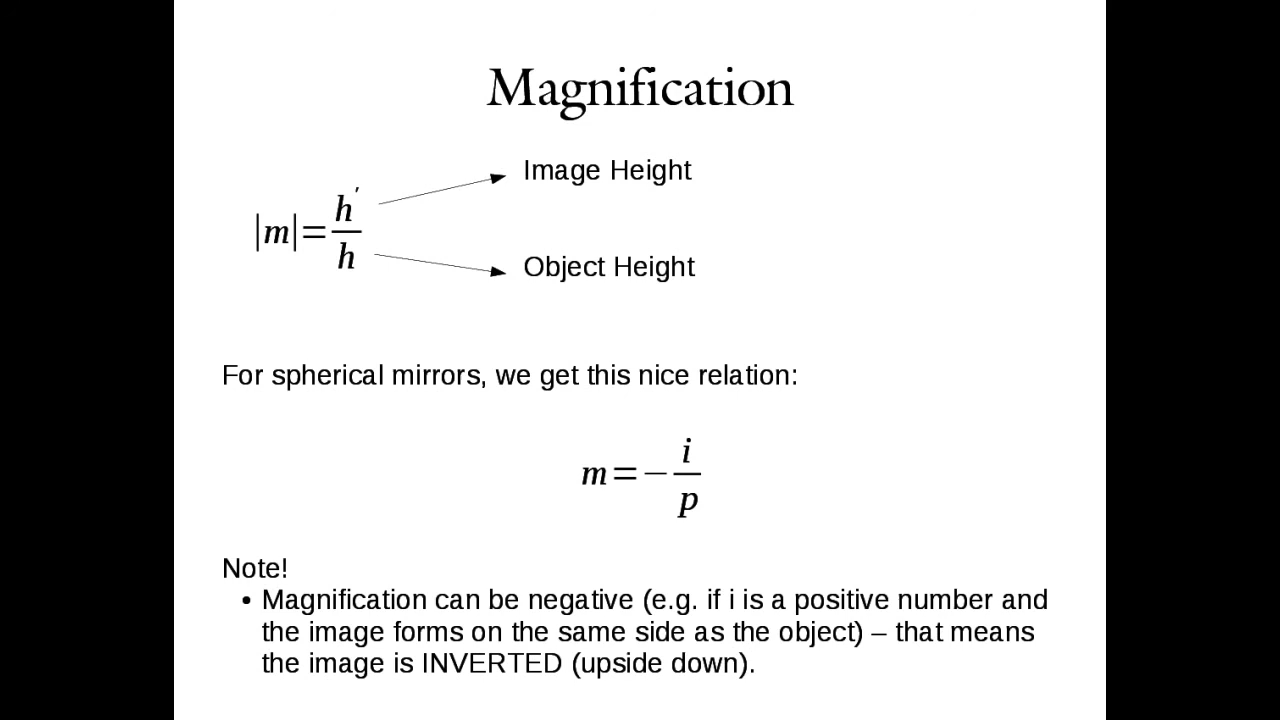 Magnification
Image Height
|m|=h′/h
Object Height
For spherical mirrors, we get this nice relation:
m=−i/p
Note!
• Magnification can be negative (e.g. if i is a positive number and
the image forms on the same side as the object) – that means
the image is INVERTED (upside down).